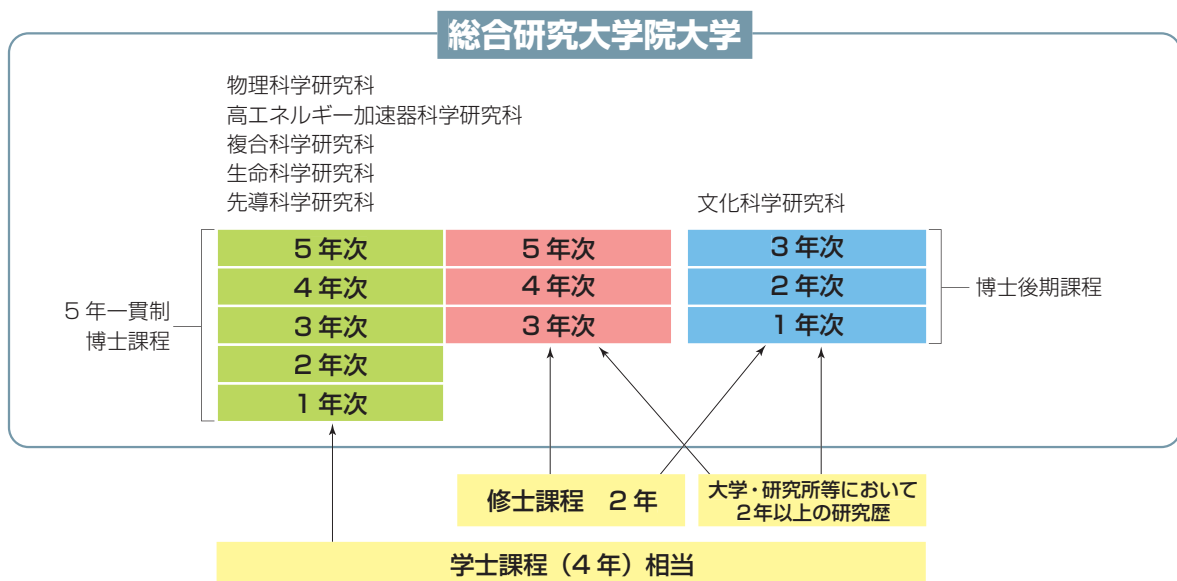 総合研究大学院大学
物理科学研究科
高エネルギー加速器科学研究科
複合科学研究科
生命科学研究科
先導科学研究科
文化科学研究科
5年一貫制
博士課程
5年次
4年次
3年次
2年次
1年次
5年次
4年次
3年次
3年次
2年次
1年次
博士後期課程
修士課程　2年
大学・研究所等において
2年以上の研究歴
学士課程（4年）相当